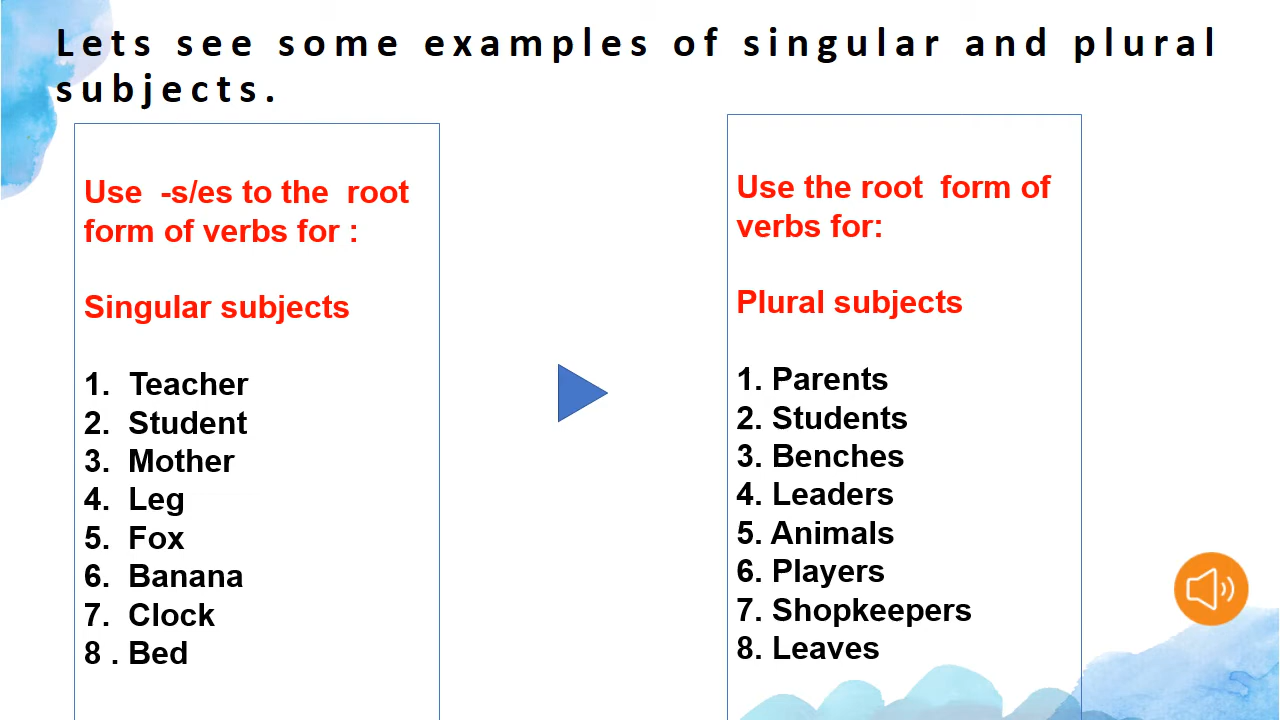 Lets see some examples of singular and plural
subjects.
Use -s/es to the root
form of verbs for :
Singular subjects
1. Teacher
2. Student
3. Mother
4. Leg
5. Fox
6. Banana
7. Clock
8 . Bed
Use the root form of
verbs for:
Plural subjects
1. Parents
2. Students
3. Benches
4. Leaders
5. Animals
6. Players
7. Shopkeepers
8. Leaves